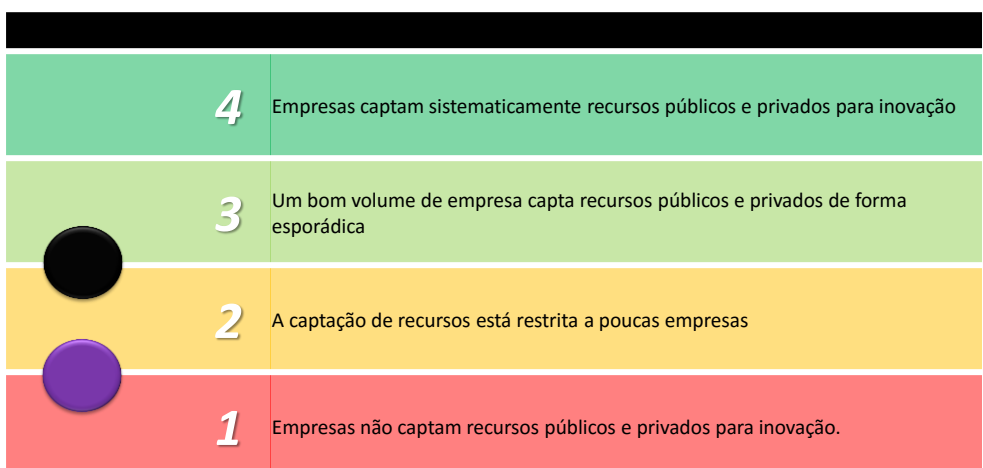 4
Empresas captam sistematicamente recursos públicos e privados para inovação
3
Um bom volume de empresa capta recursos públicos e privados de forma
esporádica
2
A captação de recursos está restrita a poucas empresas
1
Empresas não captam recursos públicos e privados para inovação.